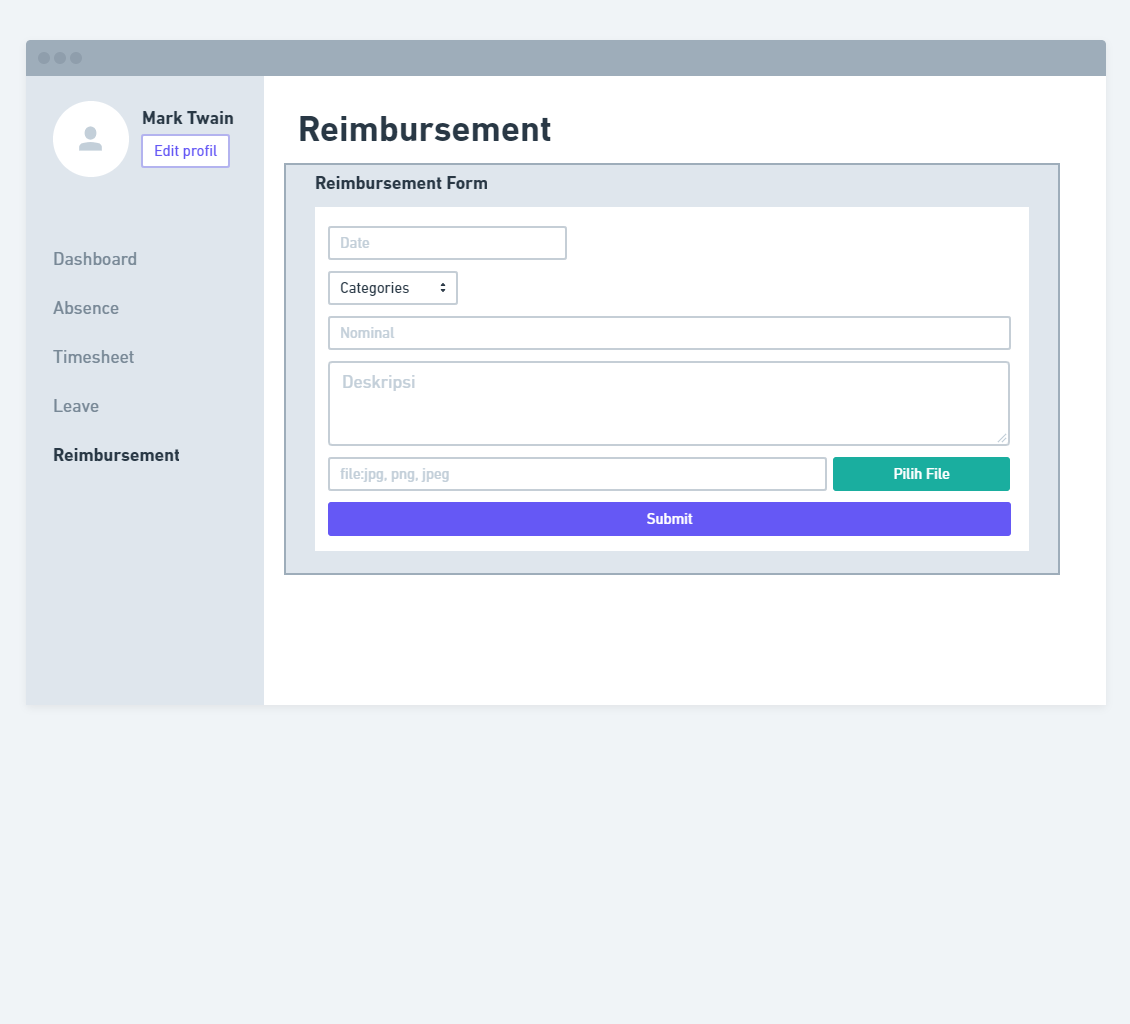 Mark Twain
Edit profil
Dashboard
Absence
Timesheet
Leave
Reimbursement
Reimbursement
Reimbursement Form
Date
Categories
Nominal
Deskripsi
file:jpg, png, jpeg
Pilih File
Submit